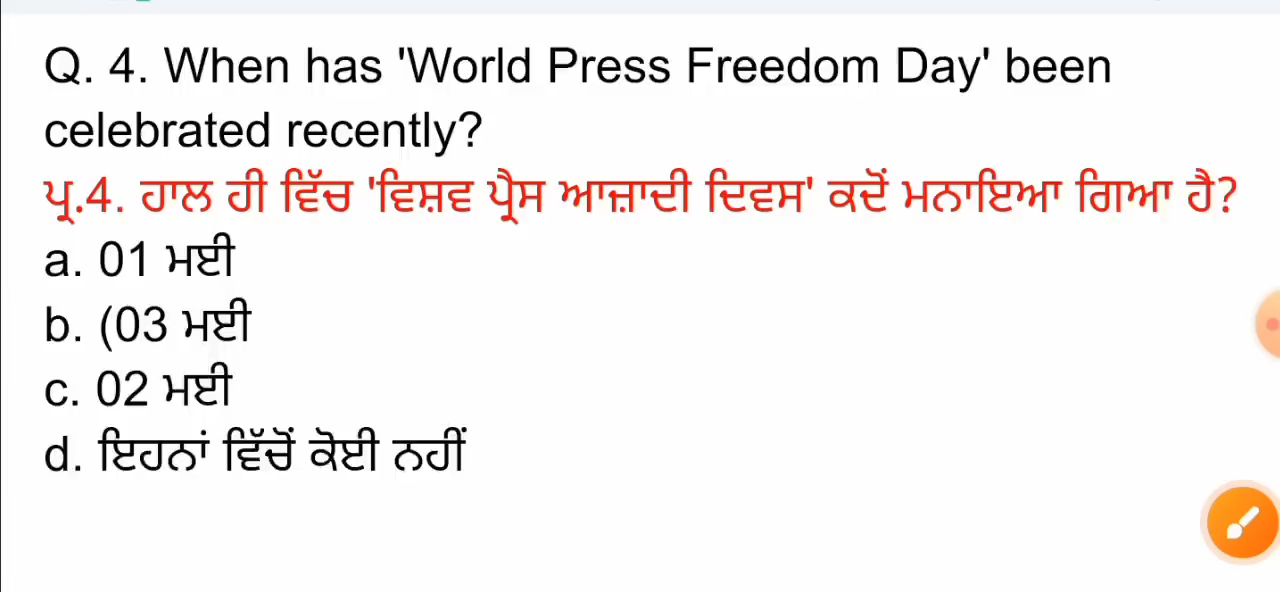 Q. 4. When has 'World Press Freedom Day' been
celebrated recently?
ਪ੍ਰ.4. ਹਾਲ ਹੀ ਵਿੱਚ 'ਵਿਸ਼ਵ ਪ੍ਰੈਸ ਆਜ਼ਾਦੀ ਦਿਵਸ' ਕਦੋਂ ਮਨਾਇਆ ਗਿਆ ਹੈ?
a. 01 ਮਈ
b. (03 ਮਈ
c. 02 ਮਈ
d. ਇਹਨਾਂ ਵਿੱਚੋਂ ਕੋਈ ਨਹੀਂ